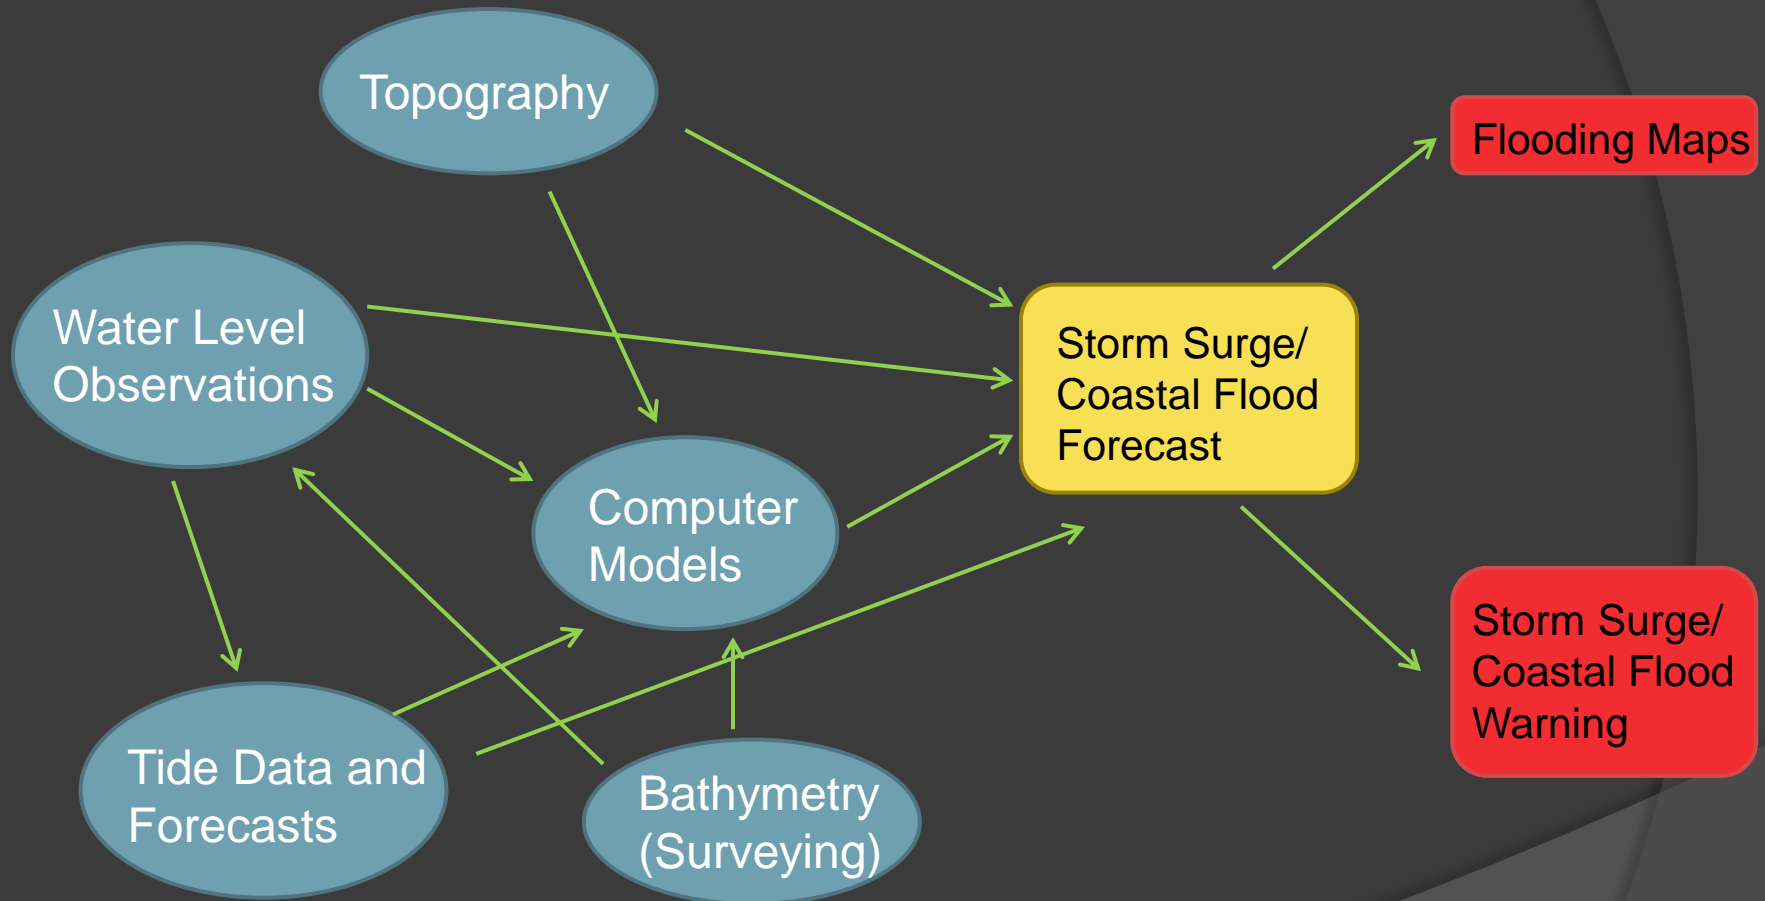 Topography
Flooding Maps
Water Level
Observations
Storm Surge/
Coastal Flood
Forecast
Computer
Models
Storm Surge/
Coastal Flood
Warning
Tide Data and
Forecasts
Bathymetry
(Surveying)